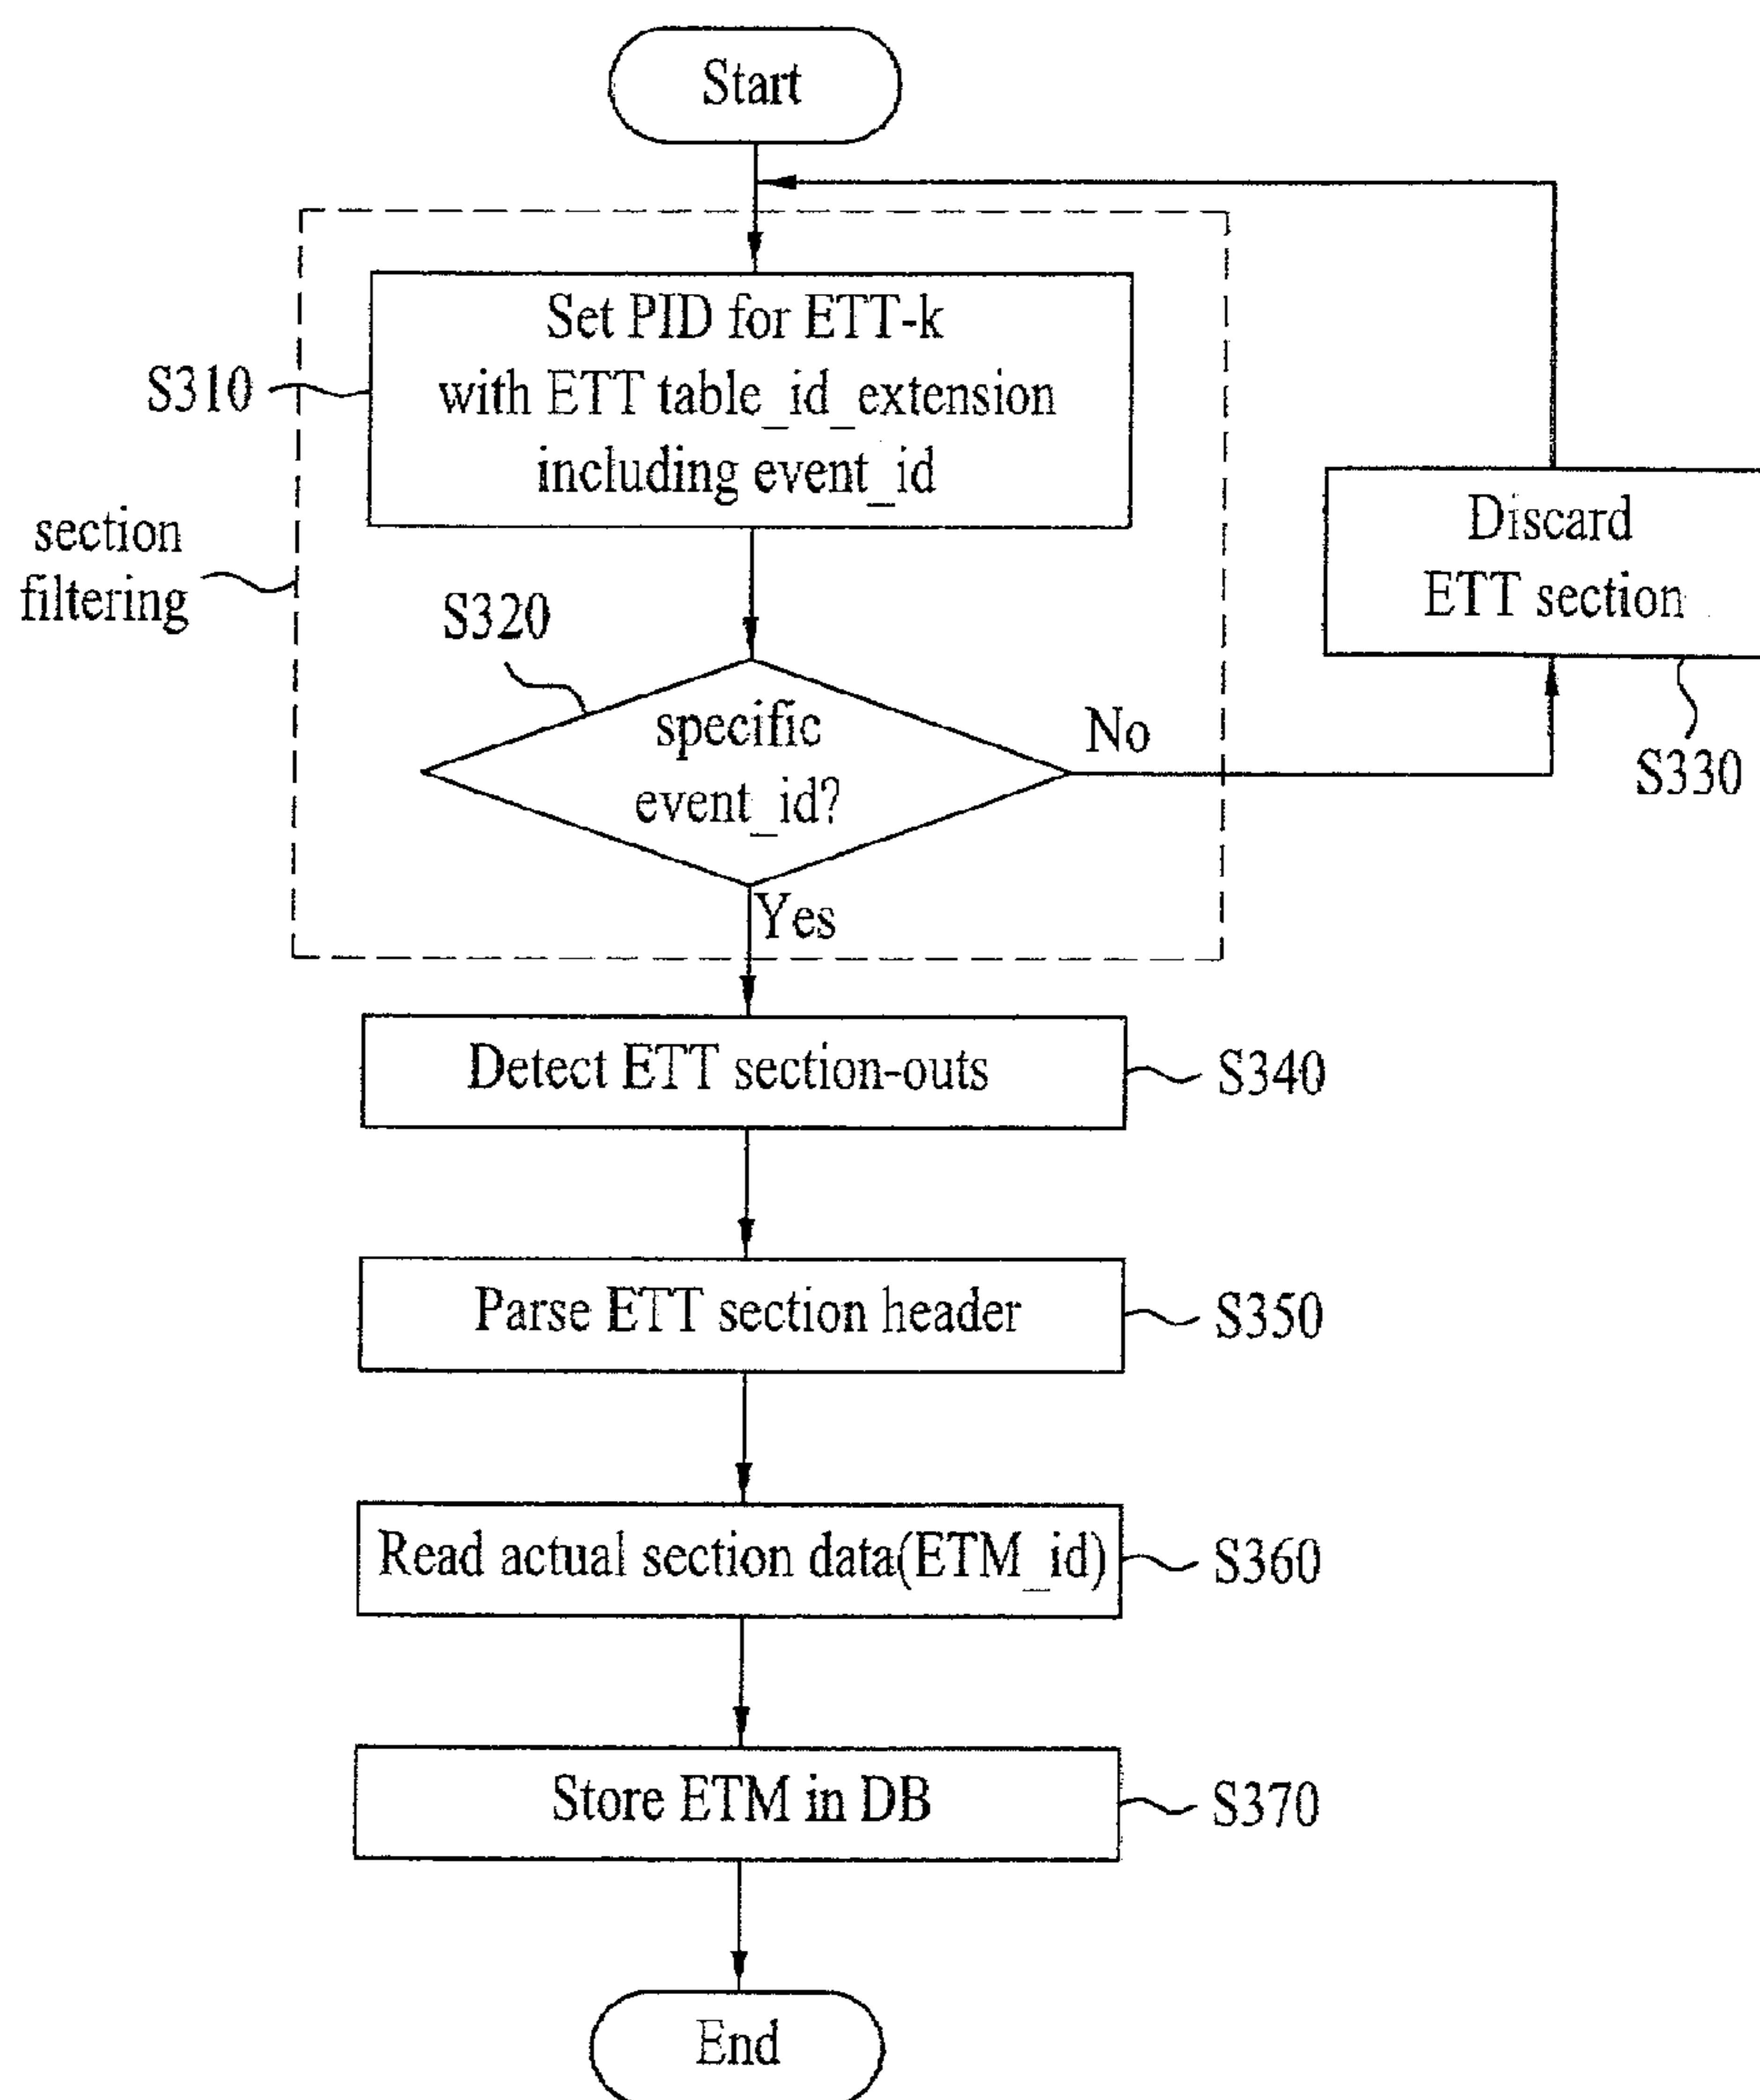 Start
Set PID for ETT-k
with ETT table_id_extension
including event_id
S310
section
filtering
Discard
ETT section
S330
S320
specific
event_id?
No
Yes
Detect ETT section-outs
S340
Parse ETT section header
S350
Read actual section data(ETM_id)
S360
Store ETM in DB
S370
End